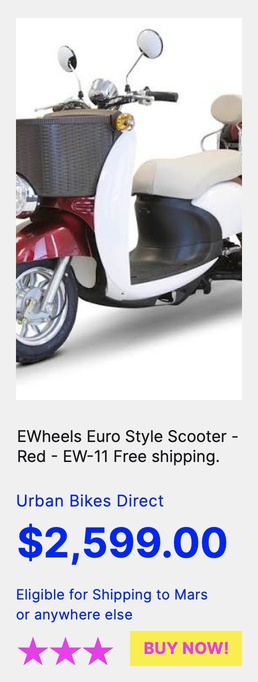 EWheels Euro Style Scooter -
Red - EW-11 Free shipping.
Urban Bikes Direct
$2,599.00
Eligible for Shipping to Mars
or anywhere else
BUY NOW!